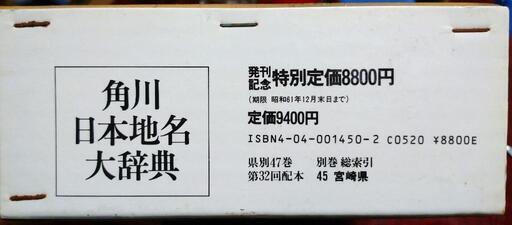 角川
日本地名
大辞典
発刊
記念 特別定価8800円
(期限 昭和61年12月末日まで)
定価9400円
ISBN4-04-001450-2 C0520 ¥8800E
県別47巻 別巻 総索引
第32回配本 45 宮崎県